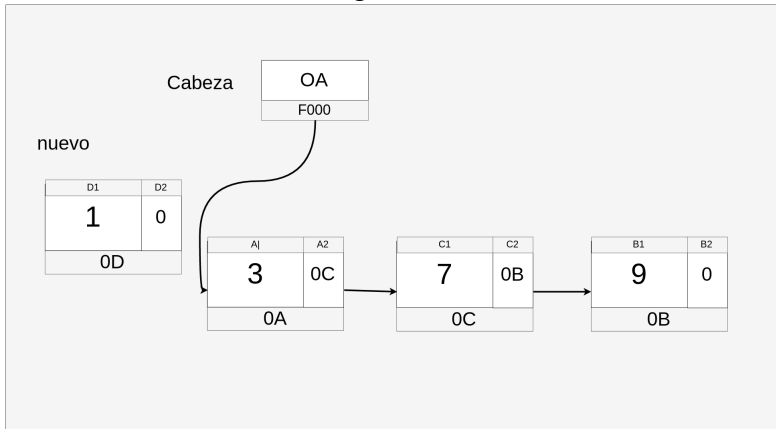 Cabeza
OA
F000
nuevo
D1 D2
1 0
0D
A| A2
3 0C
0A
C1 C2
7 0B
0C
B1 B2
9 0
0B